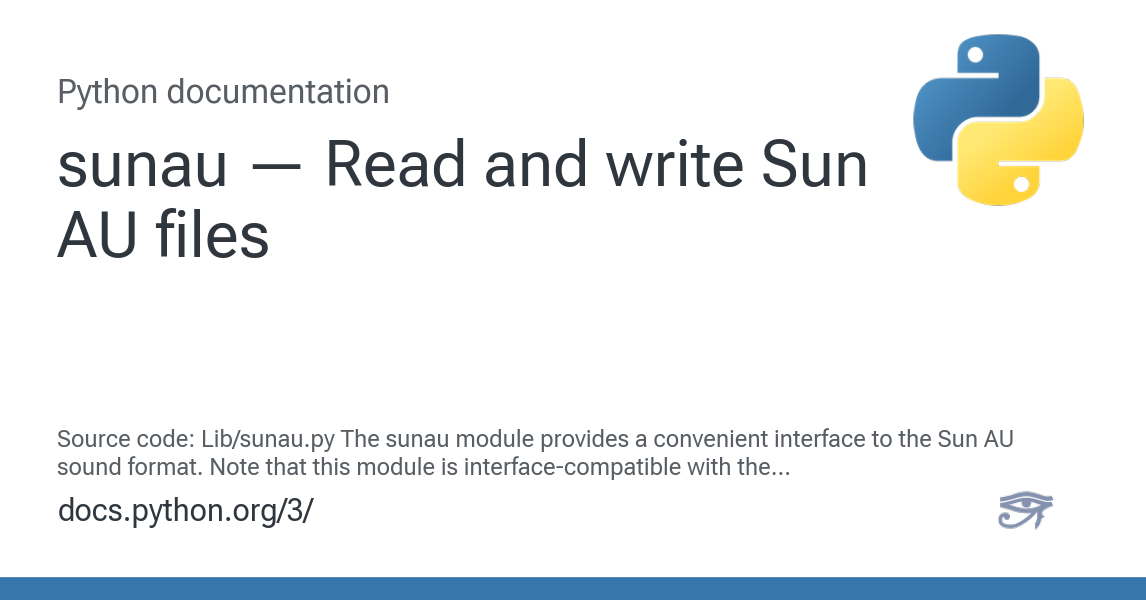 Python documentation
sunau — Read and write Sun
AU files
Source code: Lib/sunau.py The sunau module provides a convenient interface to the Sun AU
sound format. Note that this module is interface-compatible with the...
docs.python.org/3/